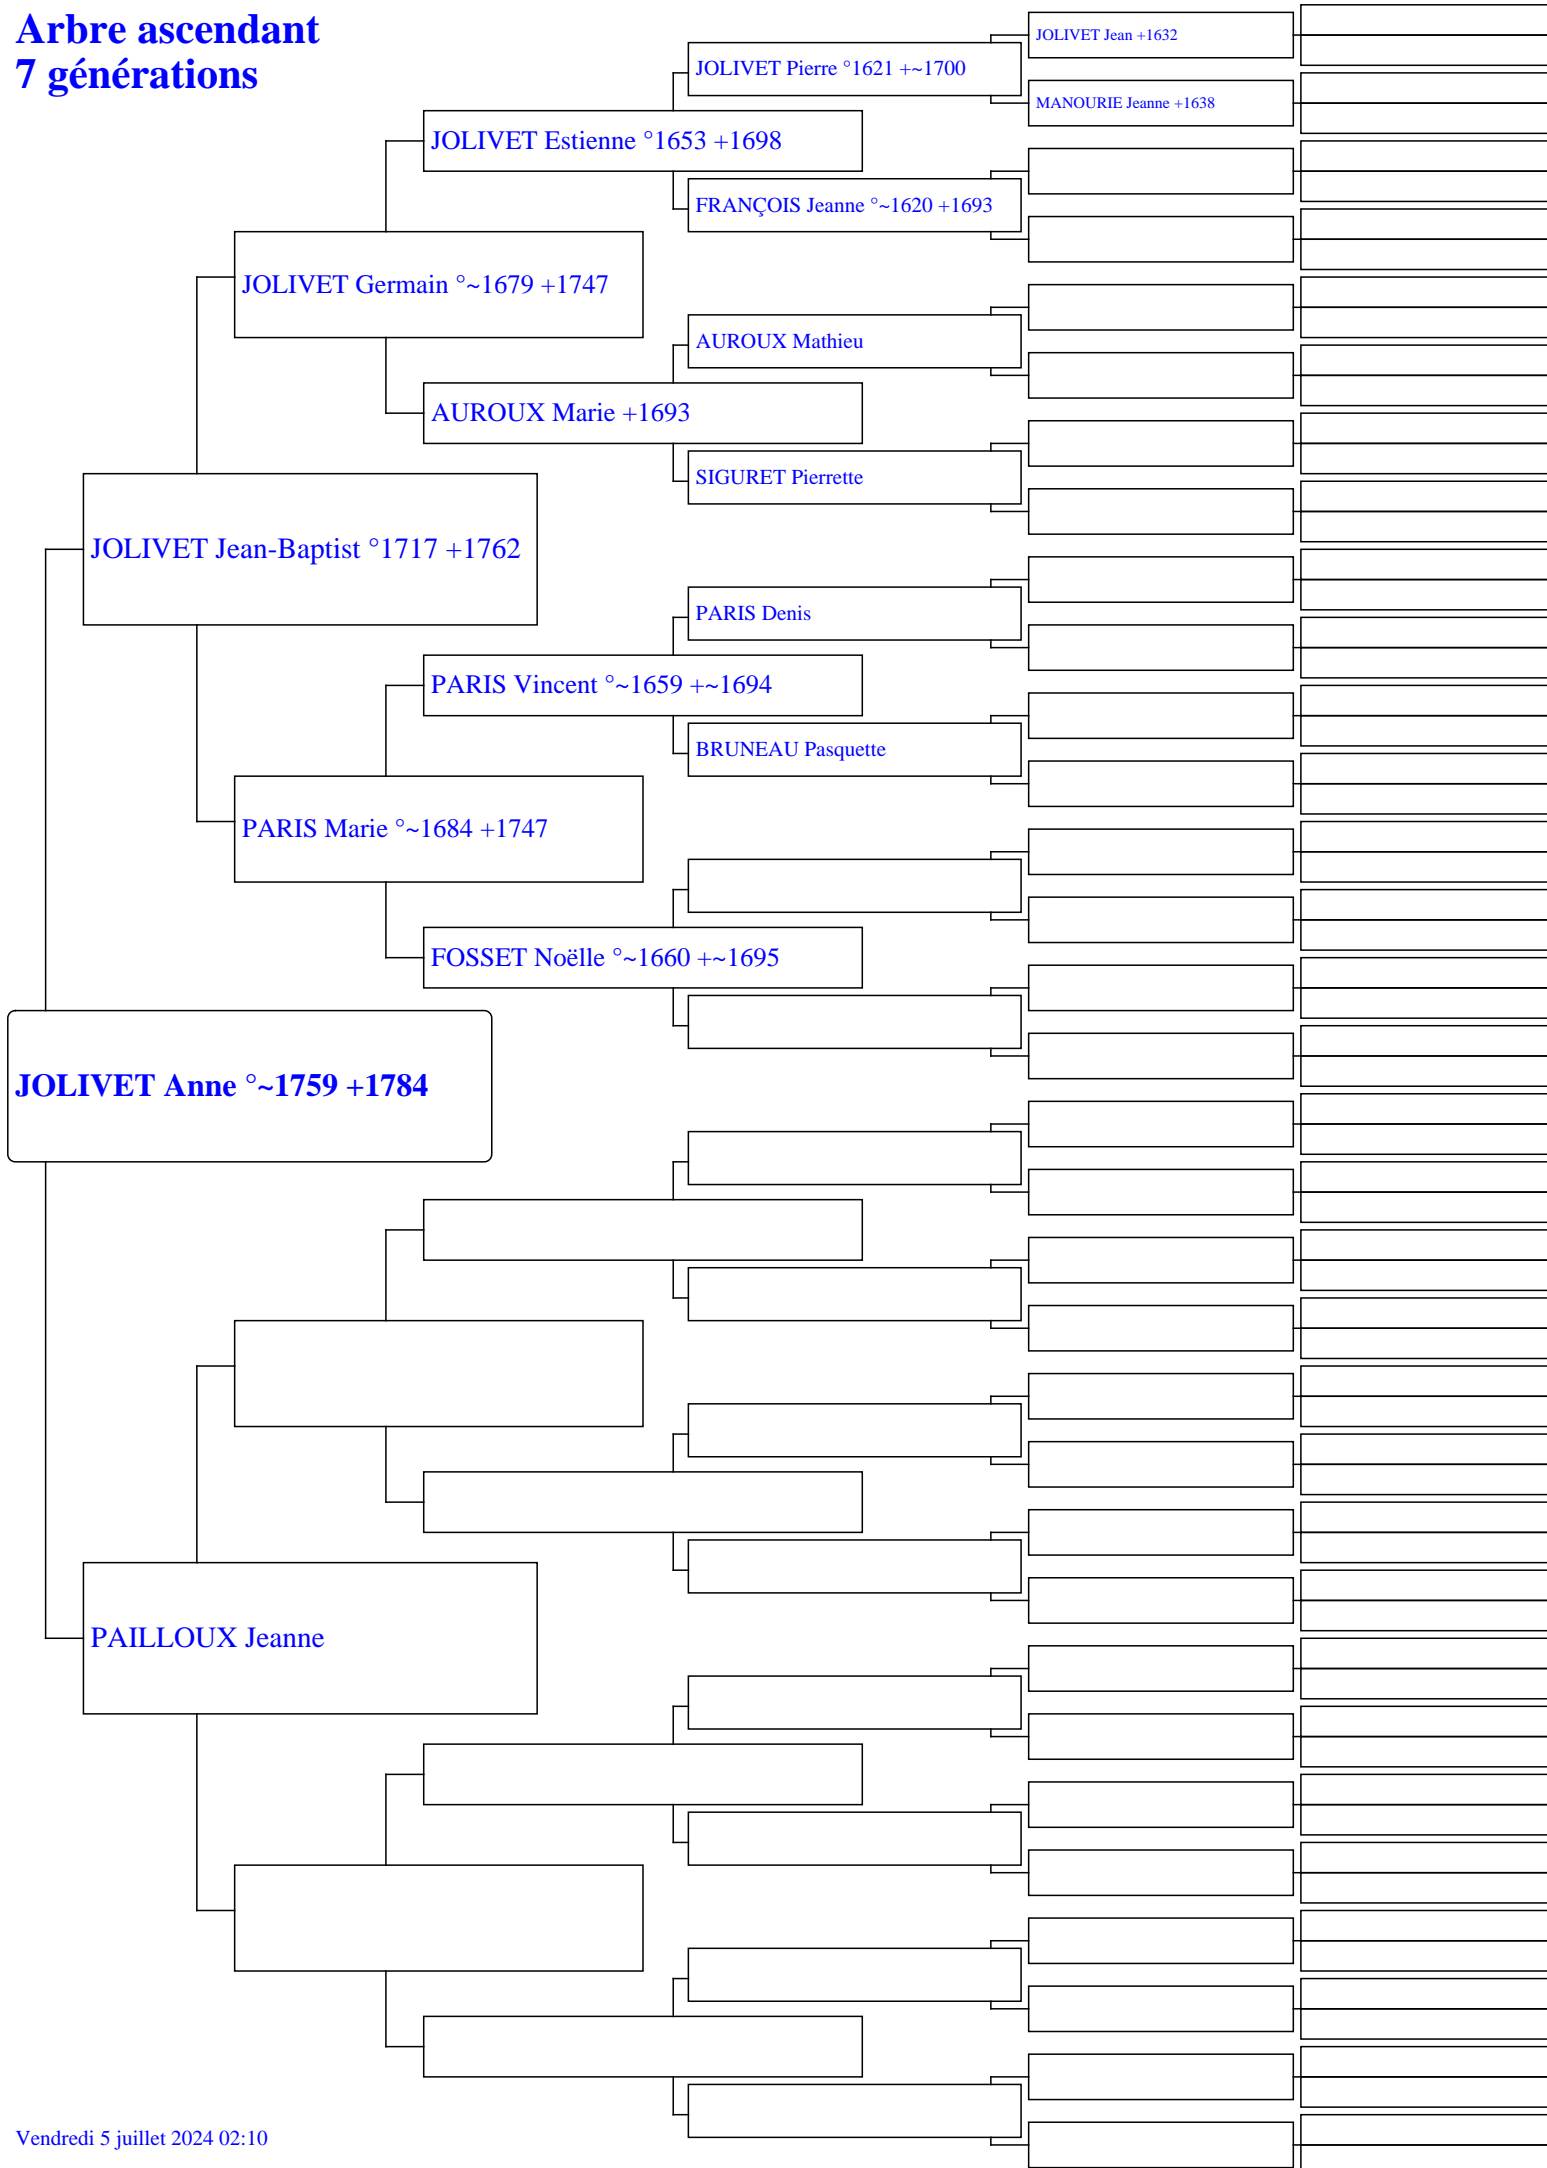 Arbre ascendant
7 générations
JOLIVET Jean +1632
JOLIVET Pierre °1621 +~1700
MANOURIE Jeanne +1638
JOLIVET Estienne °1653 +1698
FRANÇOIS Jeanne °~1620 +1693
JOLIVET Germain °~1679 +1747
AUROUX Mathieu
AUROUX Marie +1693
SIGURET Pierrette
JOLIVET Jean-Baptist °1717 +1762
PARIS Denis
PARIS Vincent °~1659 +~1694
BRUNEAU Pasquette
PARIS Marie °~1684 +1747
FOSSET Noëlle °~1660 +~1695
JOLIVET Anne °~1759 +1784
PAILLOUX Jeanne
Vendredi 5 juillet 2024 02:10